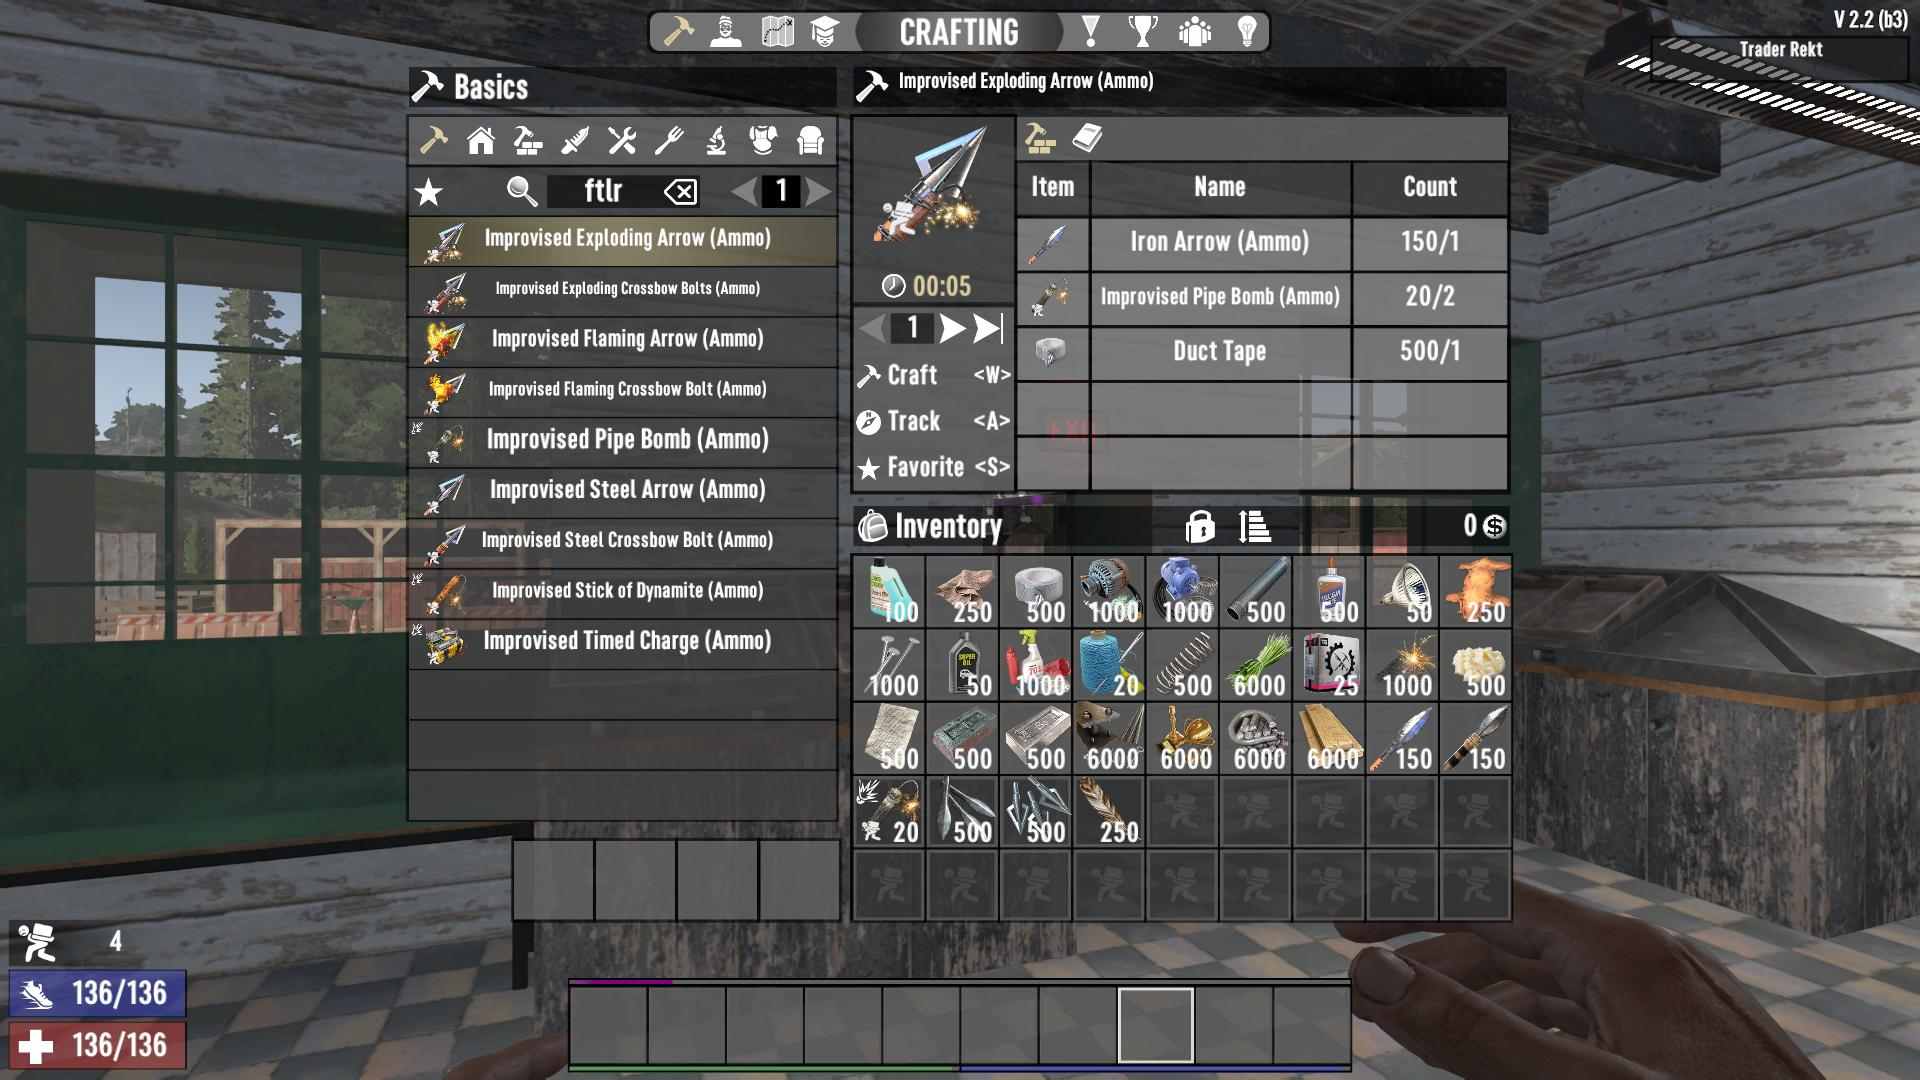 CRAFTING
V 2.2 (b3)
Trader Rekt
Basics
ftlr
1
Improvised Exploding Arrow (Ammo)
Improvised Exploding Crossbow Bolts (Ammo)
Improvised Flaming Arrow (Ammo)
Improvised Flaming Crossbow Bolt (Ammo)
Improvised Pipe Bomb (Ammo)
Improvised Steel Arrow (Ammo)
Improvised Steel Crossbow Bolt (Ammo)
Improvised Stick of Dynamite (Ammo)
Improvised Timed Charge (Ammo)
Improvised Exploding Arrow (Ammo)
00:05
1
Craft <W>
Track <A>
Favorite <S>
Item Name Count
Iron Arrow (Ammo) 150/1
Improvised Pipe Bomb (Ammo) 20/2
Duct Tape 500/1
EXIT
Inventory 0
100 250 500 1000 1000 500 500 50 250
1000 50 1000 20 500 6000 25 1000 500
500 500 500 6000 6000 6000 6000 150 150
20 500 500 250
4
136/136
136/136